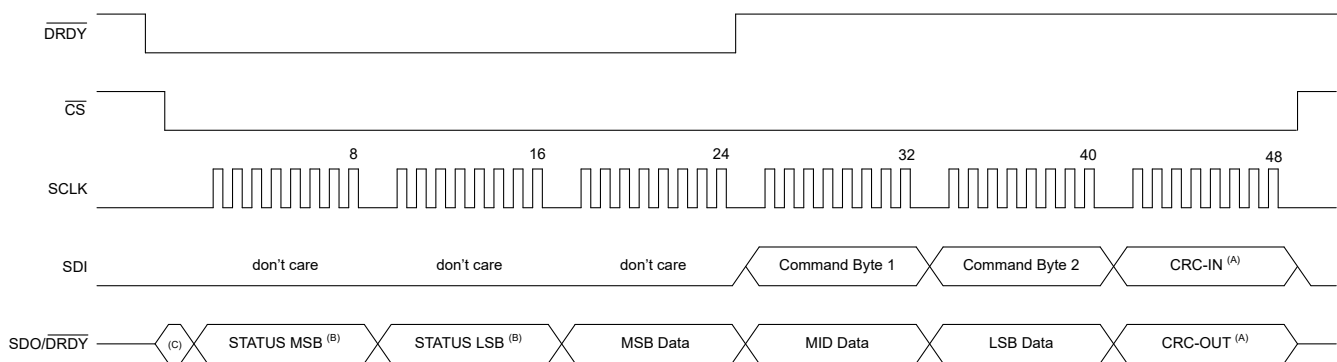 DRDY
CS
8 16 24 32 40 48
SCLK
SDI don't care don't care don't care Command Byte 1 Command Byte 2 CRC-IN (A)
SDO/DRDY (C) STATUS MSB (B) STATUS LSB (B) MSB Data MID Data LSB Data CRC-OUT (A)